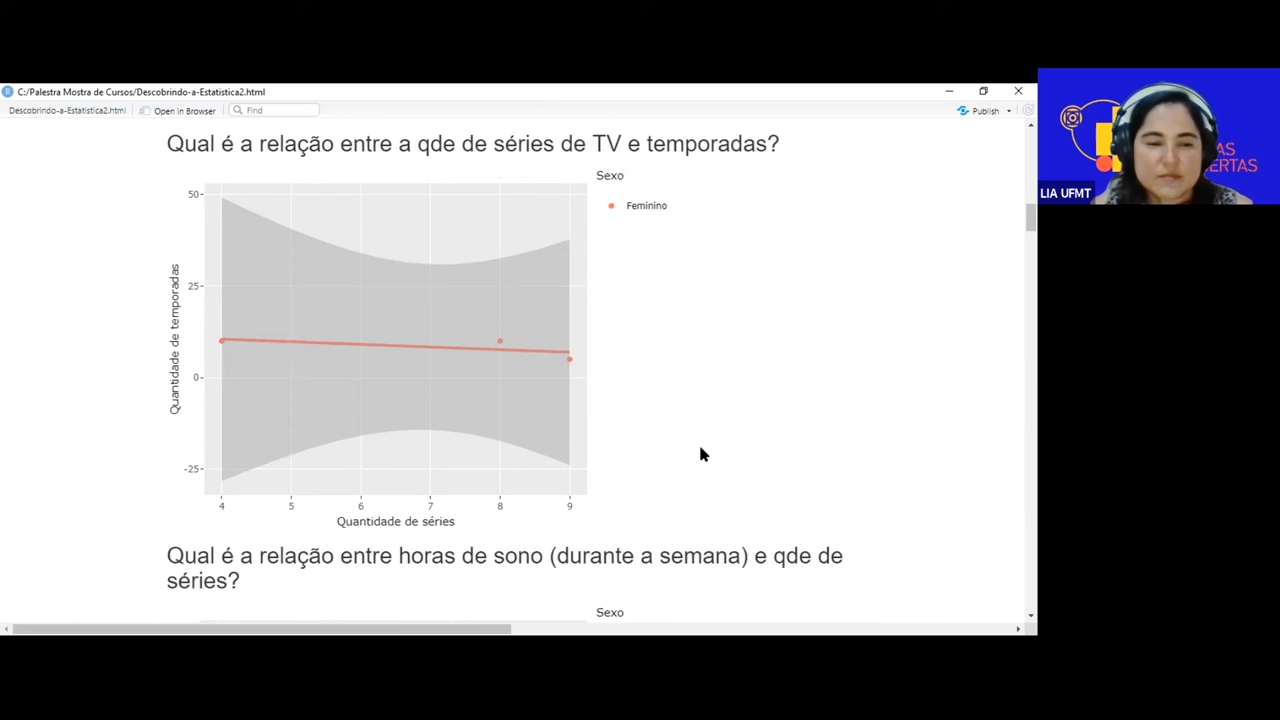 C:/Palestra Mostra de Cursos/Descobrindo-a-Estatistica2.html
Descobrindo-a-Estatistica2.html
Open in Browser
Find
Publish
Qual é a relação entre a qde de séries de TV e temporadas?
Sexo
Feminino
50
25
0
-25
Quantidade de temporadas
4 5 6 7 8 9
Quantidade de séries
Qual é a relação entre horas de sono (durante a semana) e qde de
séries?
Sexo
LIA UFMT